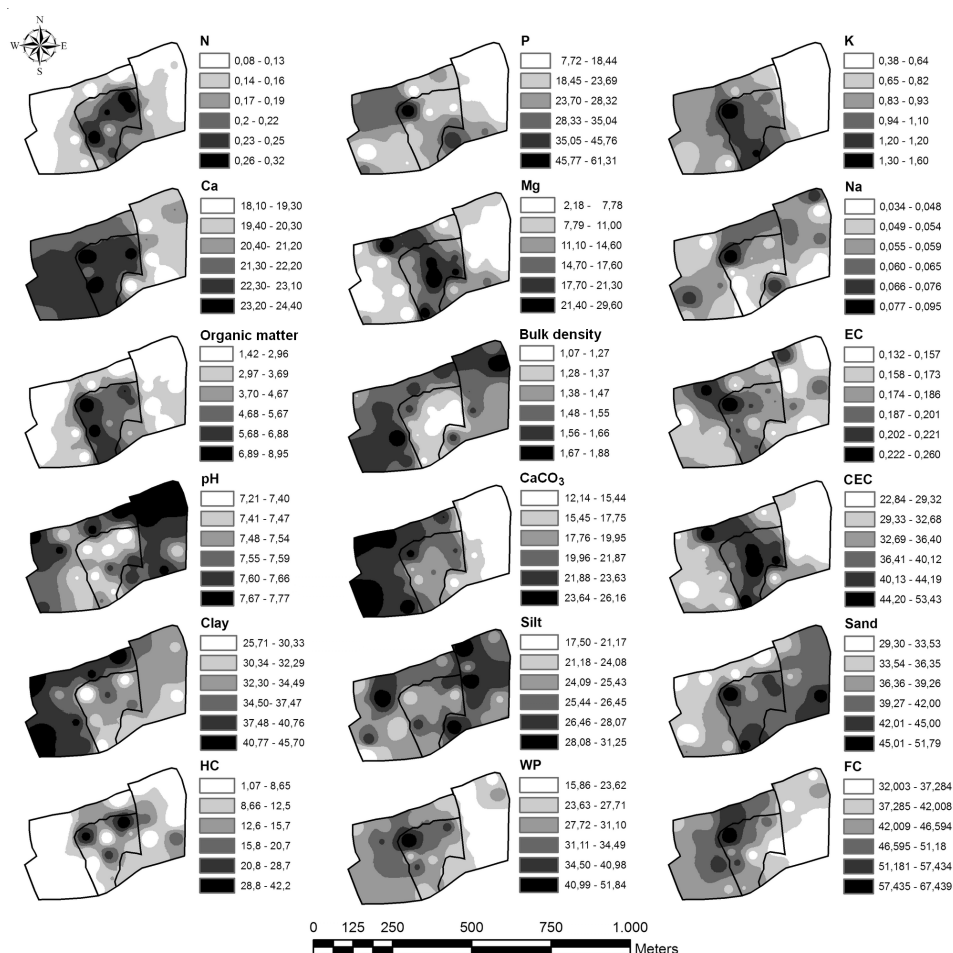 N
W E
S
N
0,08 - 0,13
0,14 - 0,16
0,17 - 0,19
0,2 - 0,22
0,23 - 0,25
0,26 - 0,32
P
7,72 - 18,44
18,45 - 23,69
23,70 - 28,32
28,33 - 35,04
35,05 - 45,76
45,77 - 61,31
K
0,38 - 0,64
0,65 - 0,82
0,83 - 0,93
0,94 - 1,10
1,20 - 1,20
1,30 - 1,60
Ca
18,10 - 19,30
19,40 - 20,30
20,40- 21,20
21,30 - 22,20
22,30 - 23,10
23,20 - 24,40
Mg
2,18 - 7,78
7,79 - 11,00
11,10 - 14,60
14,70 - 17,60
17,70 - 21,30
21,40 - 29,60
Na
0,034 - 0,048
0,049 - 0,054
0,055 - 0,059
0,060 - 0,065
0,066 - 0,076
0,077 - 0,095
Organic matter
1,42 - 2,96
2,97 - 3,69
3,70 - 4,67
4,68 - 5,67
5,68 - 6,88
6,89 - 8,95
Bulk density
1,07 - 1,27
1,28 - 1,37
1,38 - 1,47
1,48 - 1,55
1,56 - 1,66
1,67 - 1,88
EC
0,132 - 0,157
0,158 - 0,173
0,174 - 0,186
0,187 - 0,201
0,202 - 0,221
0,222 - 0,260
pH
7,21 - 7,40
7,41 - 7,47
7,48 - 7,54
7,55 - 7,59
7,60 - 7,66
7,67 - 7,77
CaCO₃
12,14 - 15,44
15,45 - 17,75
17,76 - 19,95
19,96 - 21,87
21,88 - 23,63
23,64 - 26,16
CEC
22,84 - 29,32
29,33 - 32,68
32,69 - 36,40
36,41 - 40,12
40,13 - 44,19
44,20 - 53,43
Clay
25,71 - 30,33
30,34 - 32,29
32,30 - 34,49
34,50 - 37,47
37,48 - 40,76
40,77 - 45,70
Silt
17,50 - 21,17
21,18 - 24,08
24,09 - 25,43
25,44 - 26,45
26,46 - 28,07
28,08 - 31,25
Sand
29,30 - 33,53
33,54 - 36,35
36,36 - 39,26
39,27 - 42,00
42,01 - 45,00
45,01 - 51,79
HC
1,07 - 8,65
8,66 - 12,5
12,6 - 15,7
15,8 - 20,7
20,8 - 28,7
28,8 - 42,2
WP
15,86 - 23,62
23,63 - 27,71
27,72 - 31,10
31,11 - 34,49
34,50 - 40,98
40,99 - 51,84
FC
32,003 - 37,284
37,285 - 42,008
42,009 - 46,594
46,595 - 51,18
51,181 - 57,434
57,435 - 67,439
0 125 250 500 750 1.000
Meters